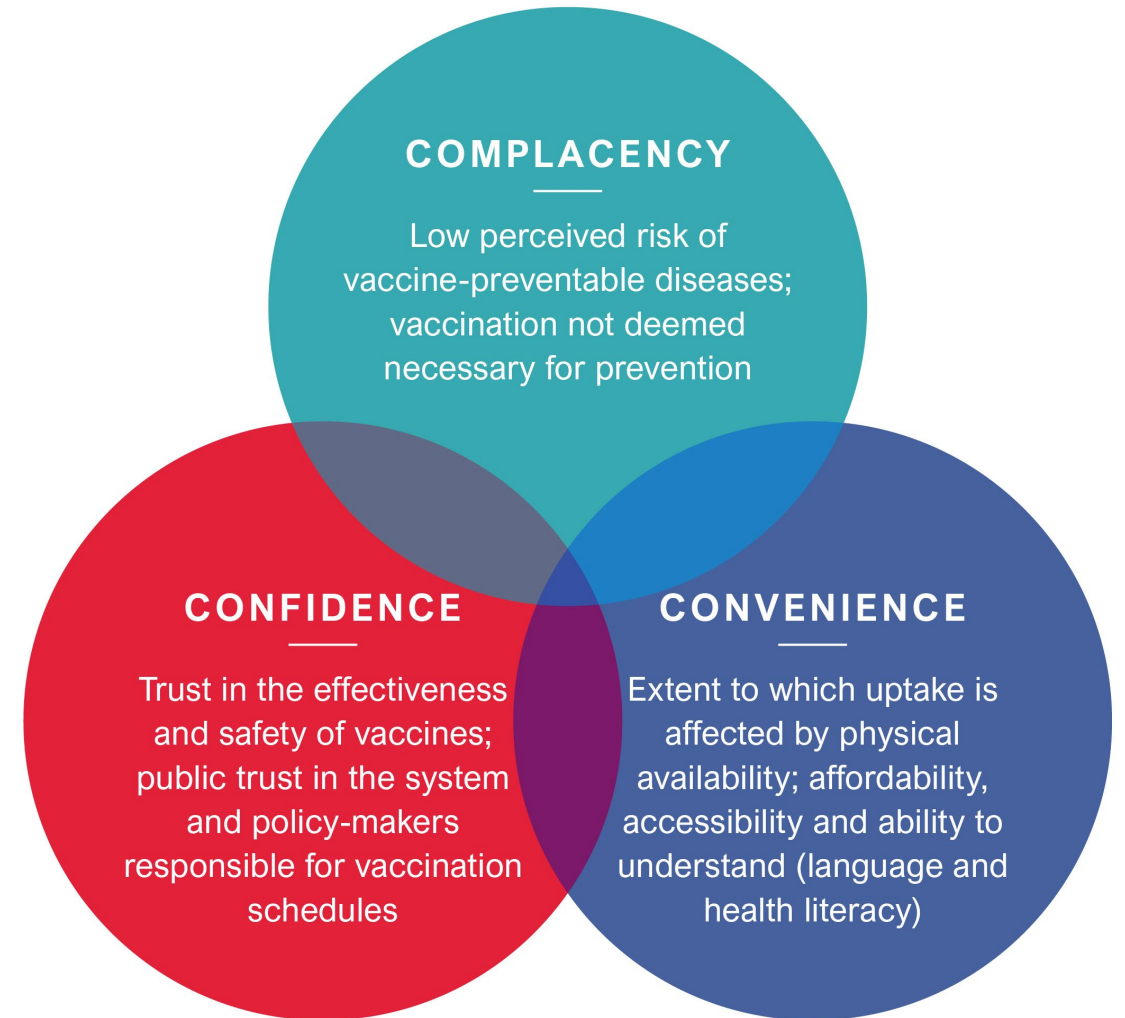 COMPLACENCY
Low perceived risk of
vaccine-preventable diseases;
vaccination not deemed
necessary for prevention
CONFIDENCE
Trust in the effectiveness
and safety of vaccines;
public trust in the system
and policy-makers
responsible for vaccination
schedules
CONVENIENCE
Extent to which uptake is
affected by physical
availability; affordability,
accessibility and ability to
understand (language and
health literacy)